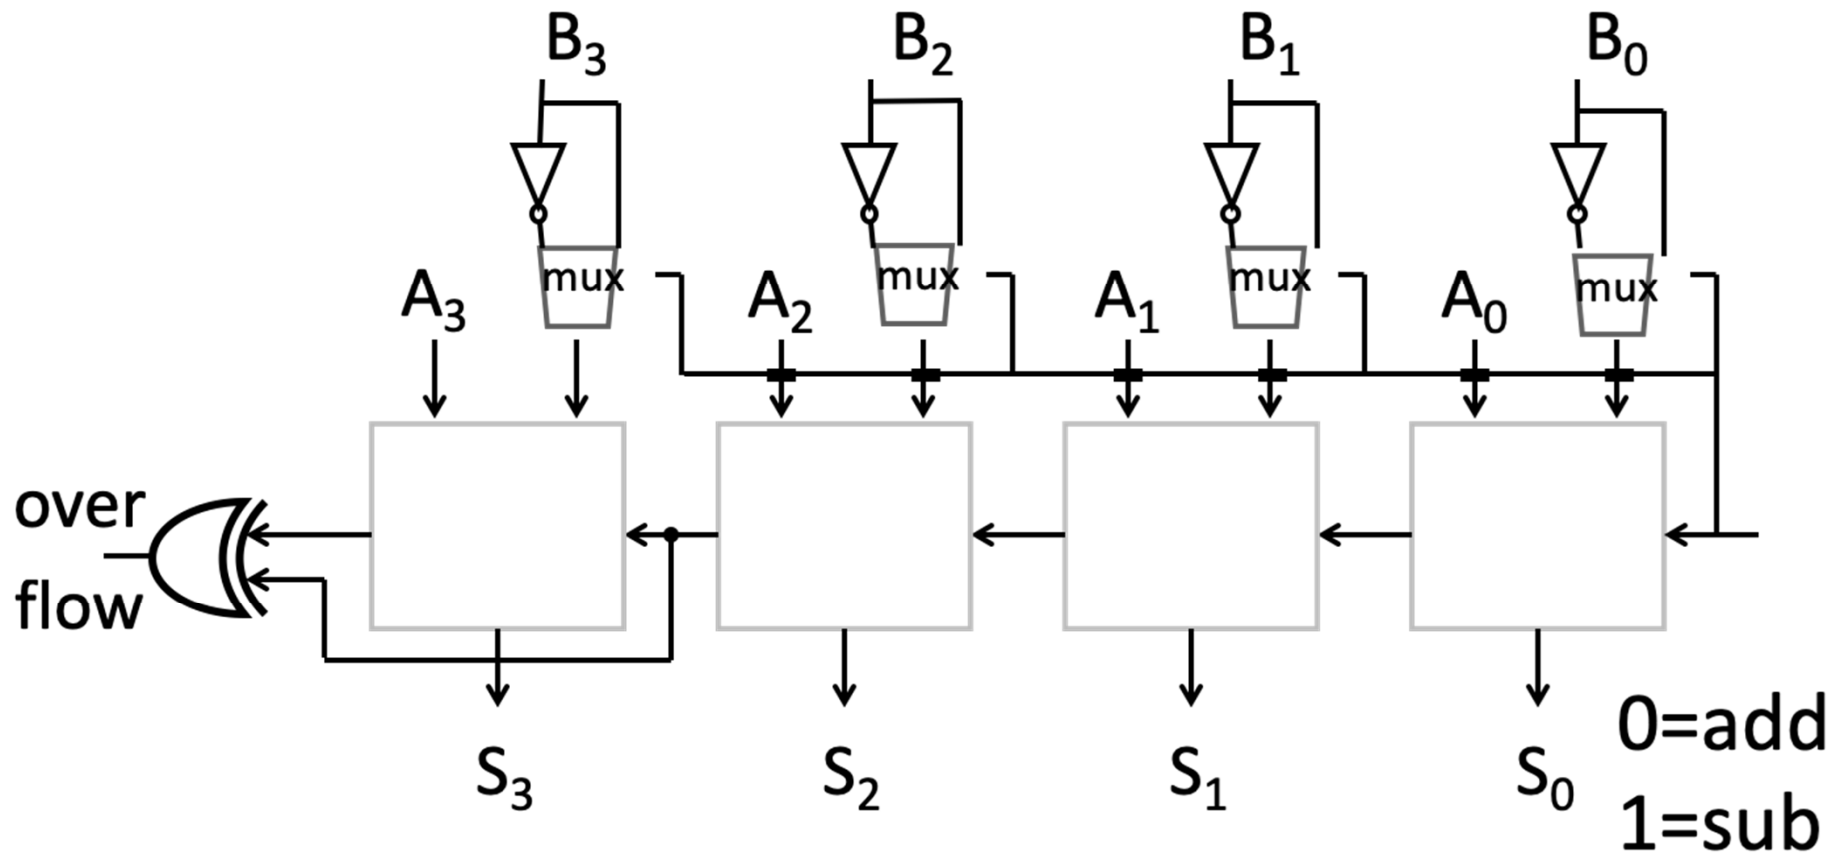 B₃ B₂ B₁ B₀
mux mux mux mux
A₃ A₂ A₁ A₀
over
flow
S₃ S₂ S₁ S₀
0=add
1=sub